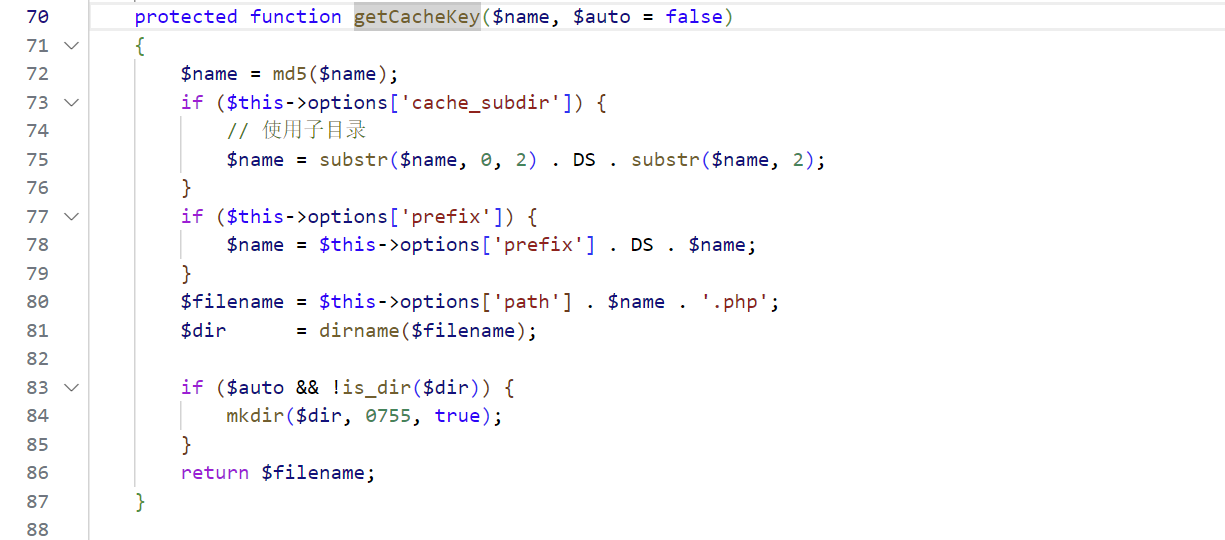 70 protected function getCacheKey($name, $auto = false)
71 {
72 $name = md5($name);
73 if ($this->options['cache_subdir']) {
74 // 使用子目录
75 $name = substr($name, 0, 2) . DS . substr($name, 2);
76 }
77 if ($this->options['prefix']) {
78 $name = $this->options['prefix'] . DS . $name;
79 }
80 $filename = $this->options['path'] . $name . '.php';
81 $dir      = dirname($filename);
82
83 if ($auto && !is_dir($dir)) {
84 mkdir($dir, 0755, true);
85 }
86 return $filename;
87 }
88